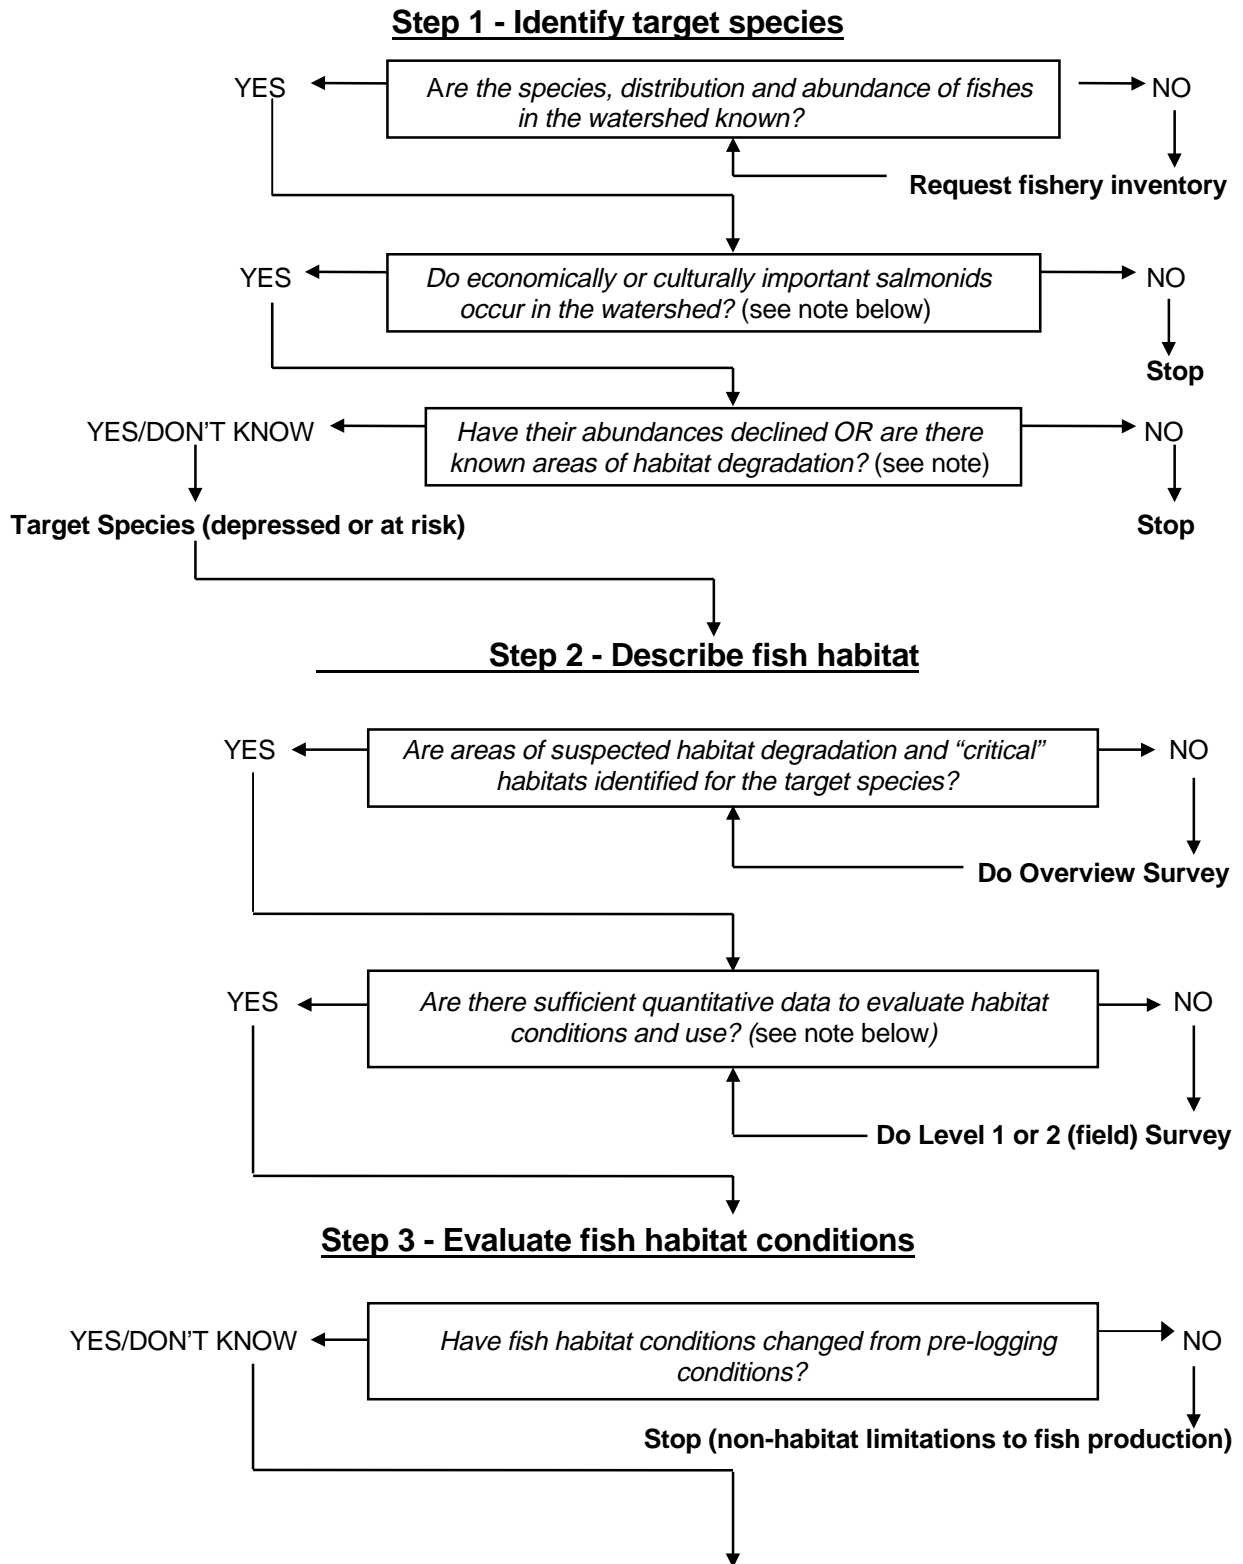 Step 1 - Identify target species
YES
Are the species, distribution and abundance of fishes
in the watershed known?
NO
Request fishery inventory
YES
Do economically or culturally important salmonids
occur in the watershed? (see note below)
NO
Stop
YES/DON'T KNOW
Have their abundances declined OR are there
known areas of habitat degradation? (see note)
NO
Target Species (depressed or at risk)
Stop
Step 2 - Describe fish habitat
YES
Are areas of suspected habitat degradation and “critical”
habitats identified for the target species?
NO
Do Overview Survey
YES
Are there sufficient quantitative data to evaluate habitat
conditions and use? (see note below)
NO
Do Level 1 or 2 (field) Survey
Step 3 - Evaluate fish habitat conditions
YES/DON'T KNOW
Have fish habitat conditions changed from pre-logging
conditions?
NO
Stop (non-habitat limitations to fish production)